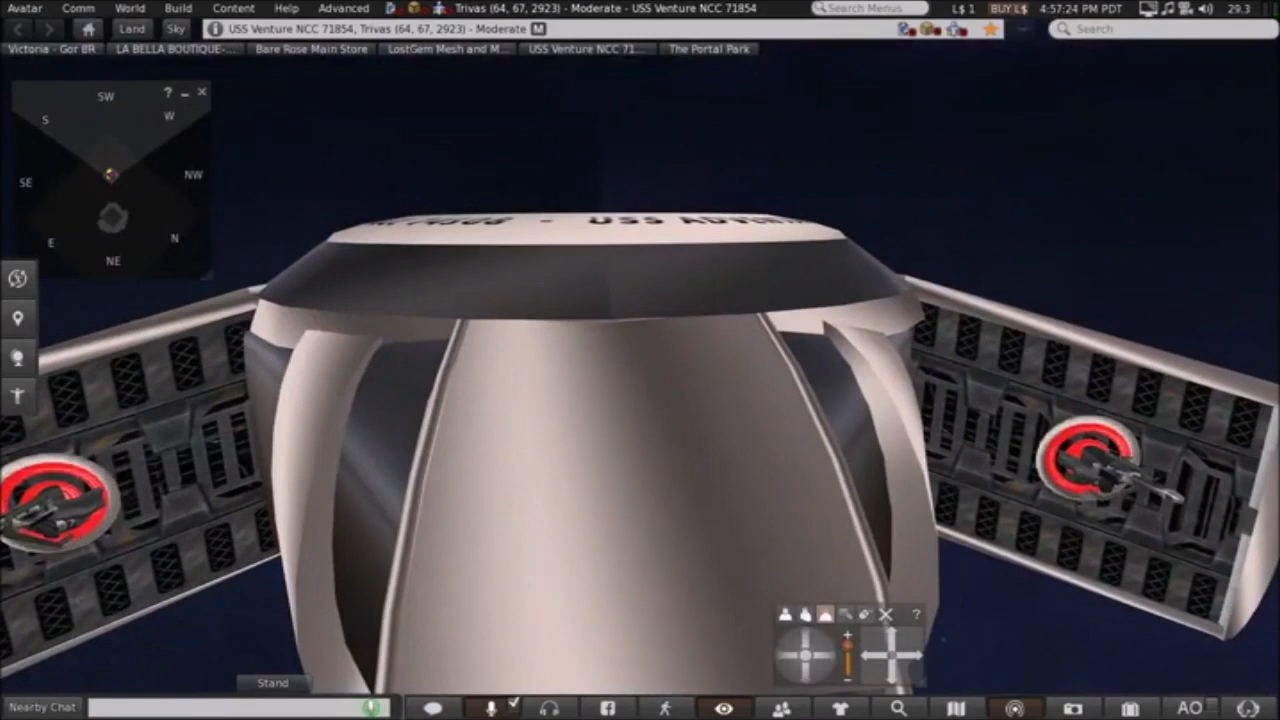 Avatar Comm World Build Content Help Advanced Trivas (64, 67, 2923) - Moderate - USS Venture NCC 71854 Search Menus L$ 1 BUY L$ 4:57:24 PM PDT 29.3
Land Sky USS Venture NCC 71854, Trivas (64, 67, 2923) - Moderate M Search
Victoria - Gor BR LA BELLA BOUTIQUE-... Bare Rose Main Store LostGem Mesh and M... USS Venture NCC 71... The Portal Park
? SW
S W
SE NW
E N
NE
- USS
?
Stand
Nearby Chat AO